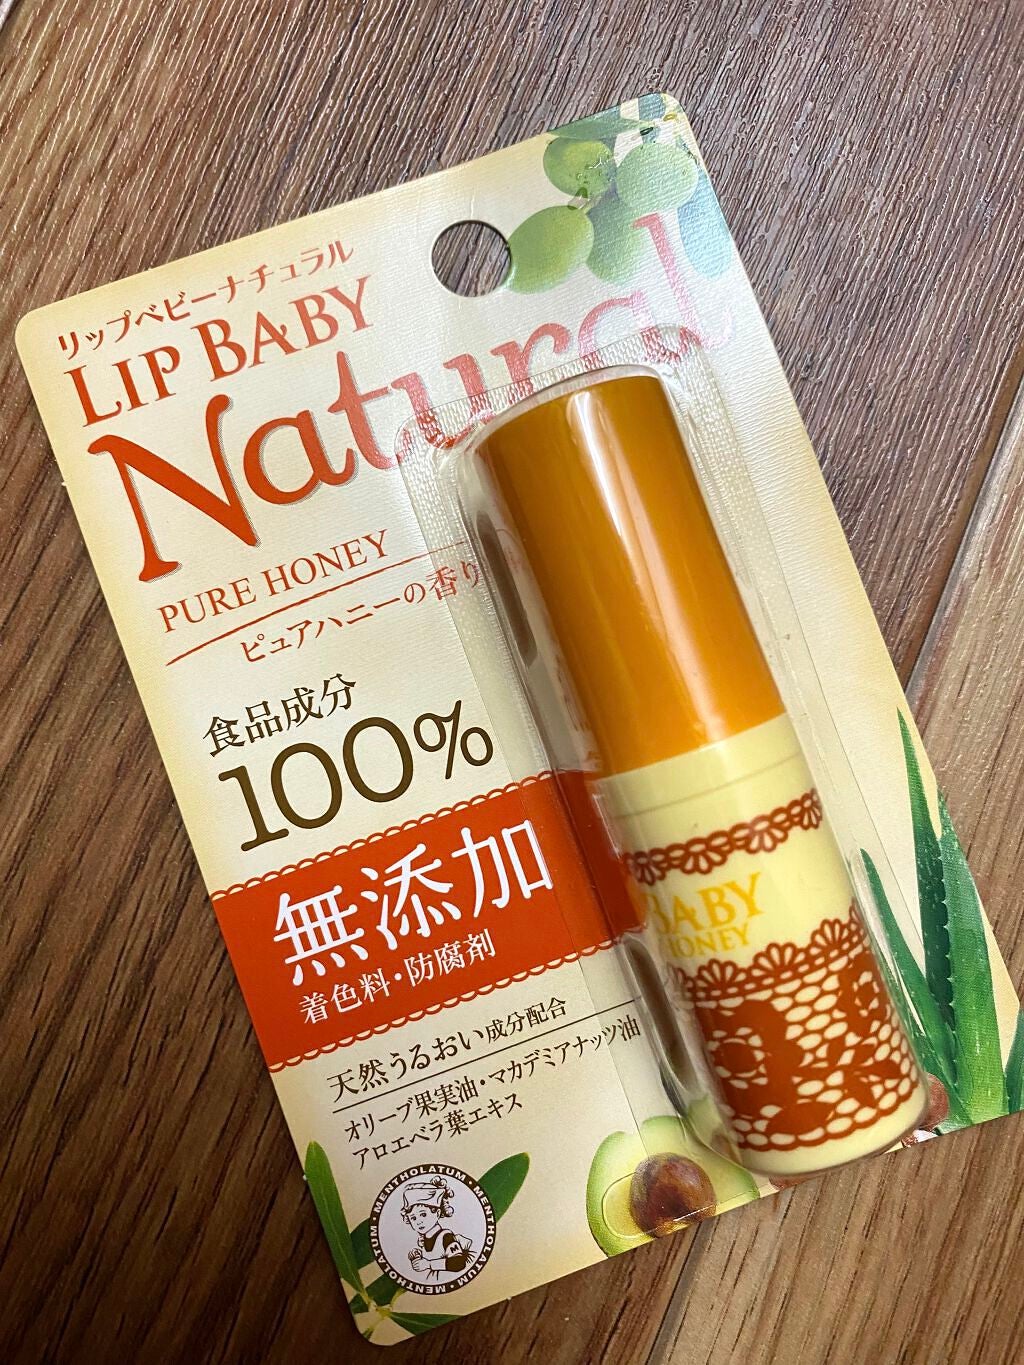 リップベビーナチュラル
LIP BABY
Natural
PURE HONEY
ピュアハニーの香り
食品成分
100%
無添加
着色料・防腐剤
天然うるおい成分配合
オリーブ果実油・マカデミアナッツ油
アロエベラ葉エキス
MENTHOLATUM・MENTHOLATUM・MENTHOLATUM・
M
BABY
HONEY